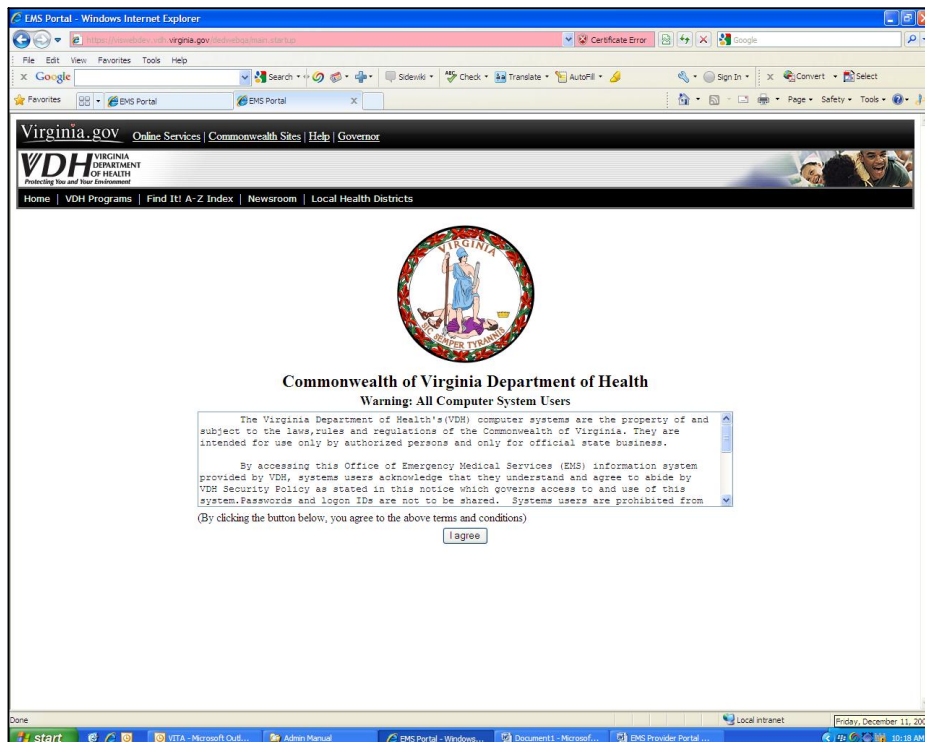 EMS Portal - Windows Internet Explorer
virginia.gov
Certificate Error
Google
File Edit View Favorites Tools Help
x Google Search Sidewiki Check Translate AutoFill Sign In x Convert Select
Favorites EMS Portal EMS Portal X Page Safety Tools
Virginia.gov Online Services | Commonwealth Sites | Help | Governor
VDH VIRGINIA
DEPARTMENT
OF HEALTH
Protecting You and Your Environment
Home | VDH Programs | Find It! A-Z Index | Newsroom | Local Health Districts
VIRGINIA
SIC SEMPER TYRANNIS
Commonwealth of Virginia Department of Health
Warning: All Computer System Users
The Virginia Department of Health's(VDH) computer systems are the property of and
subject to the laws,rules and regulations of the Commonwealth of Virginia. They are
intended for use only by authorized persons and only for official state business.
By accessing this Office of Emergency Medical Services (EMS) information system
provided by VDH, systems users acknowledge that they understand and agree to abide by
VDH Security Policy as stated in this notice which governs access to and use of this
system.Passwords and logon IDs are not to be shared.  Systems users are prohibited from
(By clicking the button below, you agree to the above terms and conditions)
I agree
Done Local intranet Friday, December 11, 200
start VITA - Microsoft Outl... Admin Manual EMS Portal - Windows... Document1 - Microsof... EMS Provider Portal ... 10:18 AM